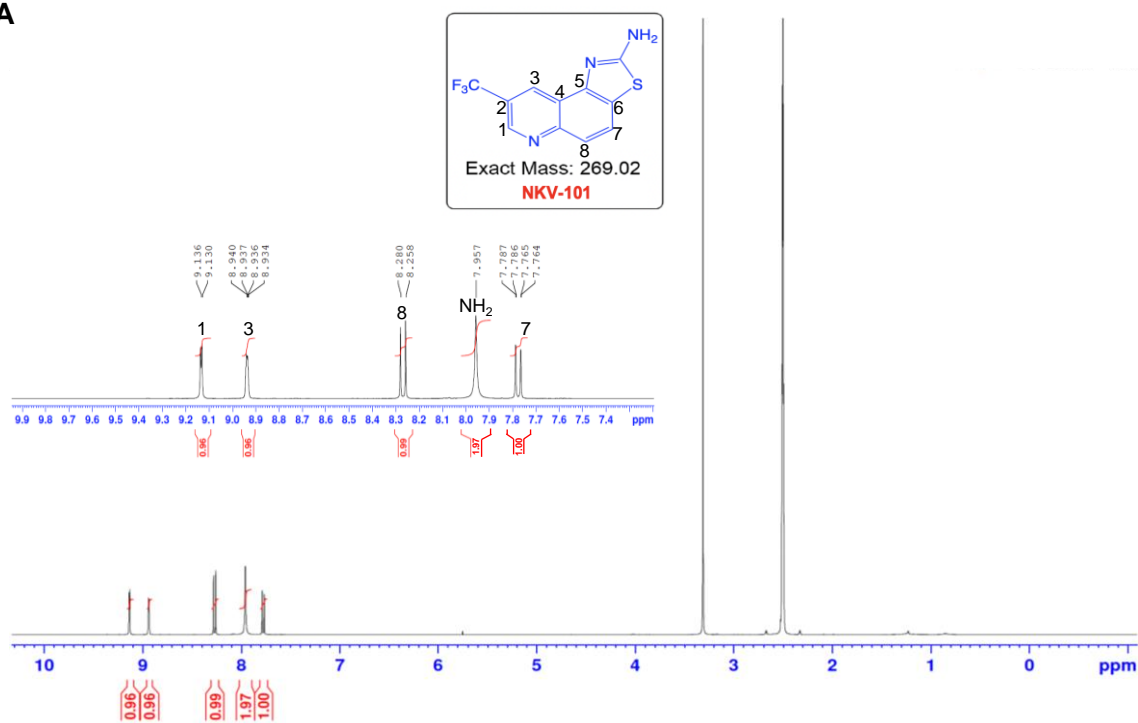 A
NH2
N
3
5
F3C
4
S
2
6
1
7
N
8
Exact Mass: 269.02
NKV-101
9.136
9.130
8.940
8.937
8.936
8.934
8.280
8.258
7.957
7.787
7.786
7.765
7.764
1
3
8
NH2
7
9.9 9.8 9.7 9.6 9.5 9.4 9.3 9.2 9.1 9.0 8.9 8.8 8.7 8.6 8.5 8.4 8.3 8.2 8.1 8.0 7.9 7.8 7.7 7.6 7.5 7.4 ppm
0.96 0.96 0.99 1.97 1.00
10 9 8 7 6 5 4 3 2 1 0 ppm
0.96 0.96 0.99 1.97 1.00